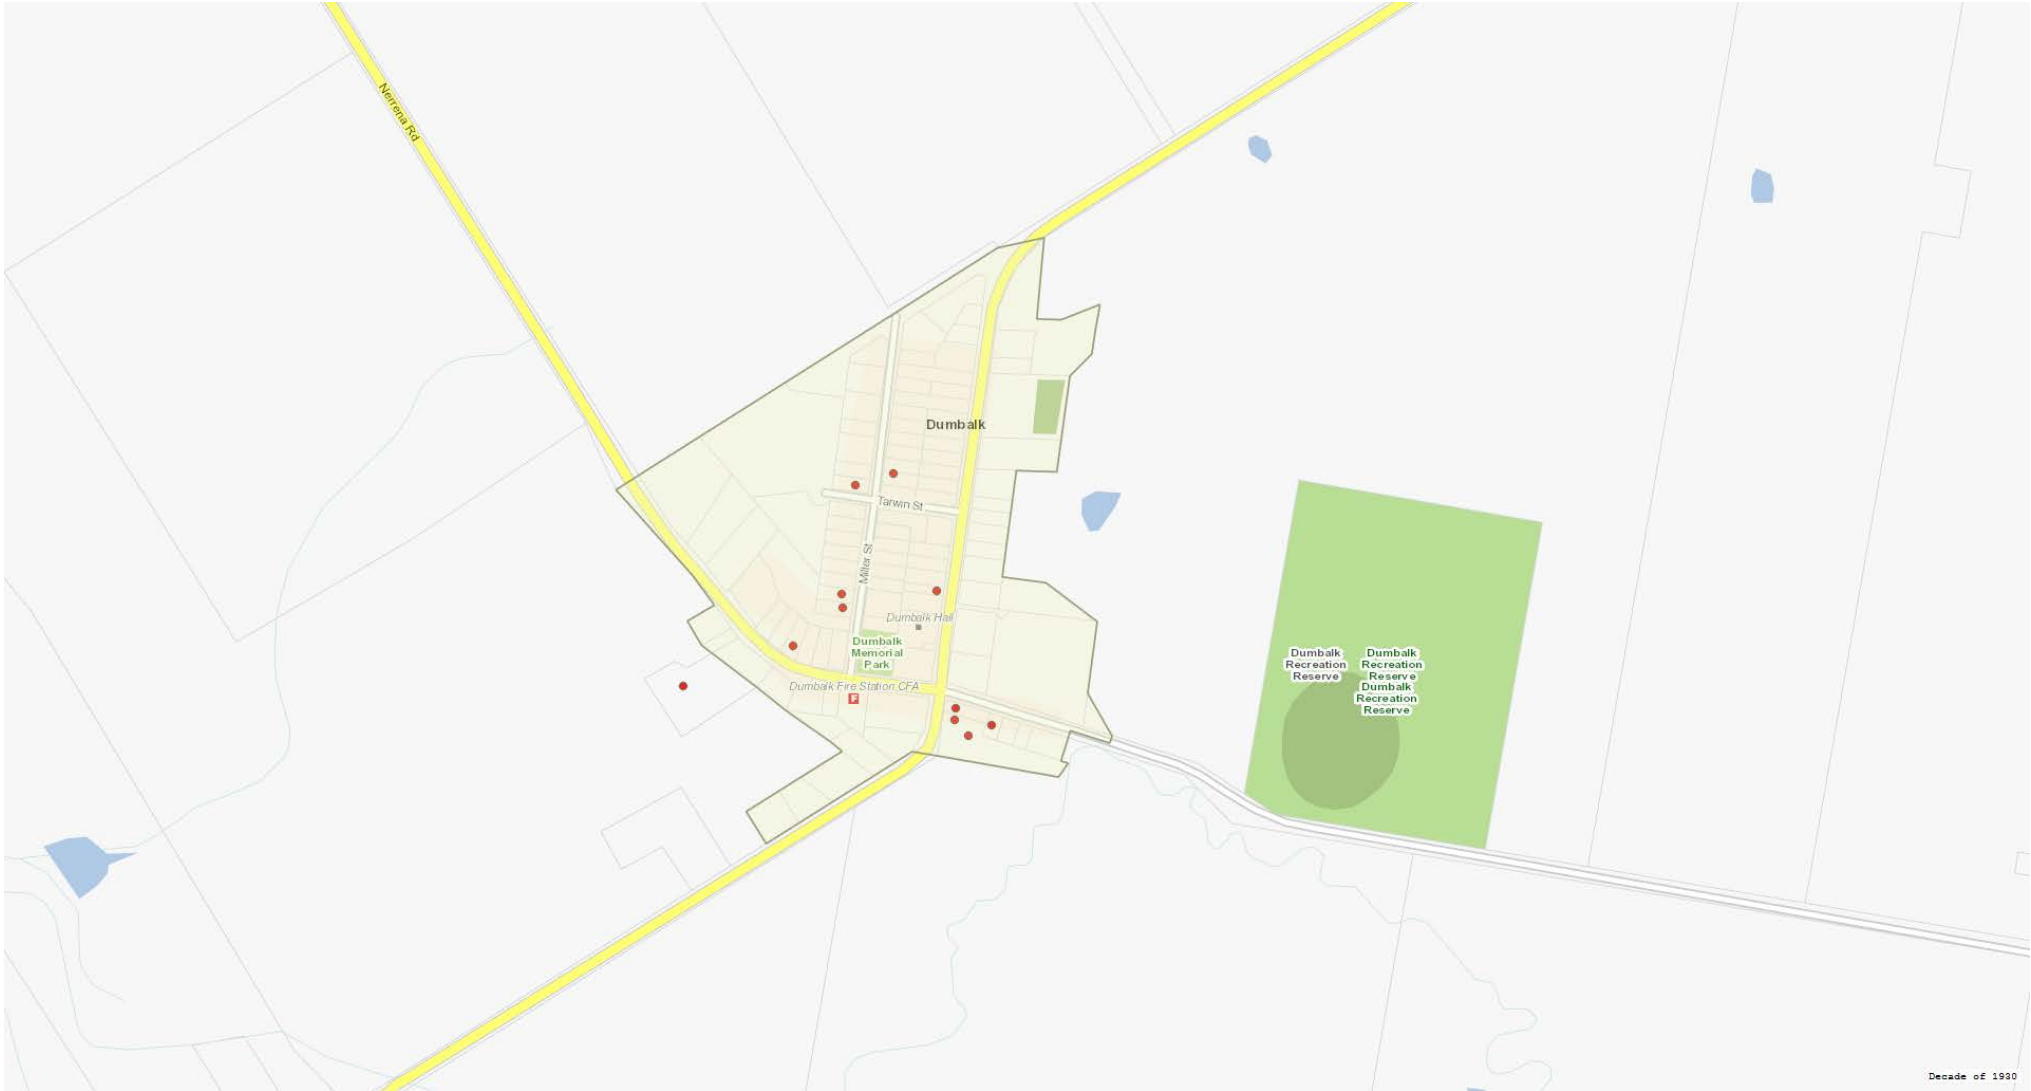 Nerrena Rd
Dumbalk
Tarwin St
Miller St
Dumbalk Hall
Dumbalk
Memorial
Park
Dumbalk Fire Station CFA
F
Dumbalk
Recreation
Reserve
Dumbalk
Recreation
Reserve
Dumbalk
Recreation
Reserve
Decade of 1930